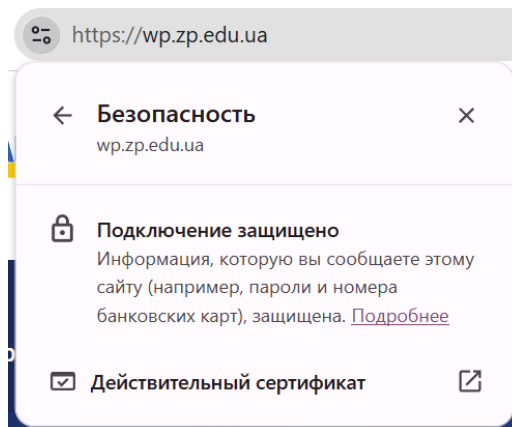 https://wp.zp.edu.ua
Безопасность
wp.zp.edu.ua
Подключение защищено
Информация, которую вы сообщаете этому
сайту (например, пароли и номера
банковских карт), защищена. Подробнее
Действительный сертификат